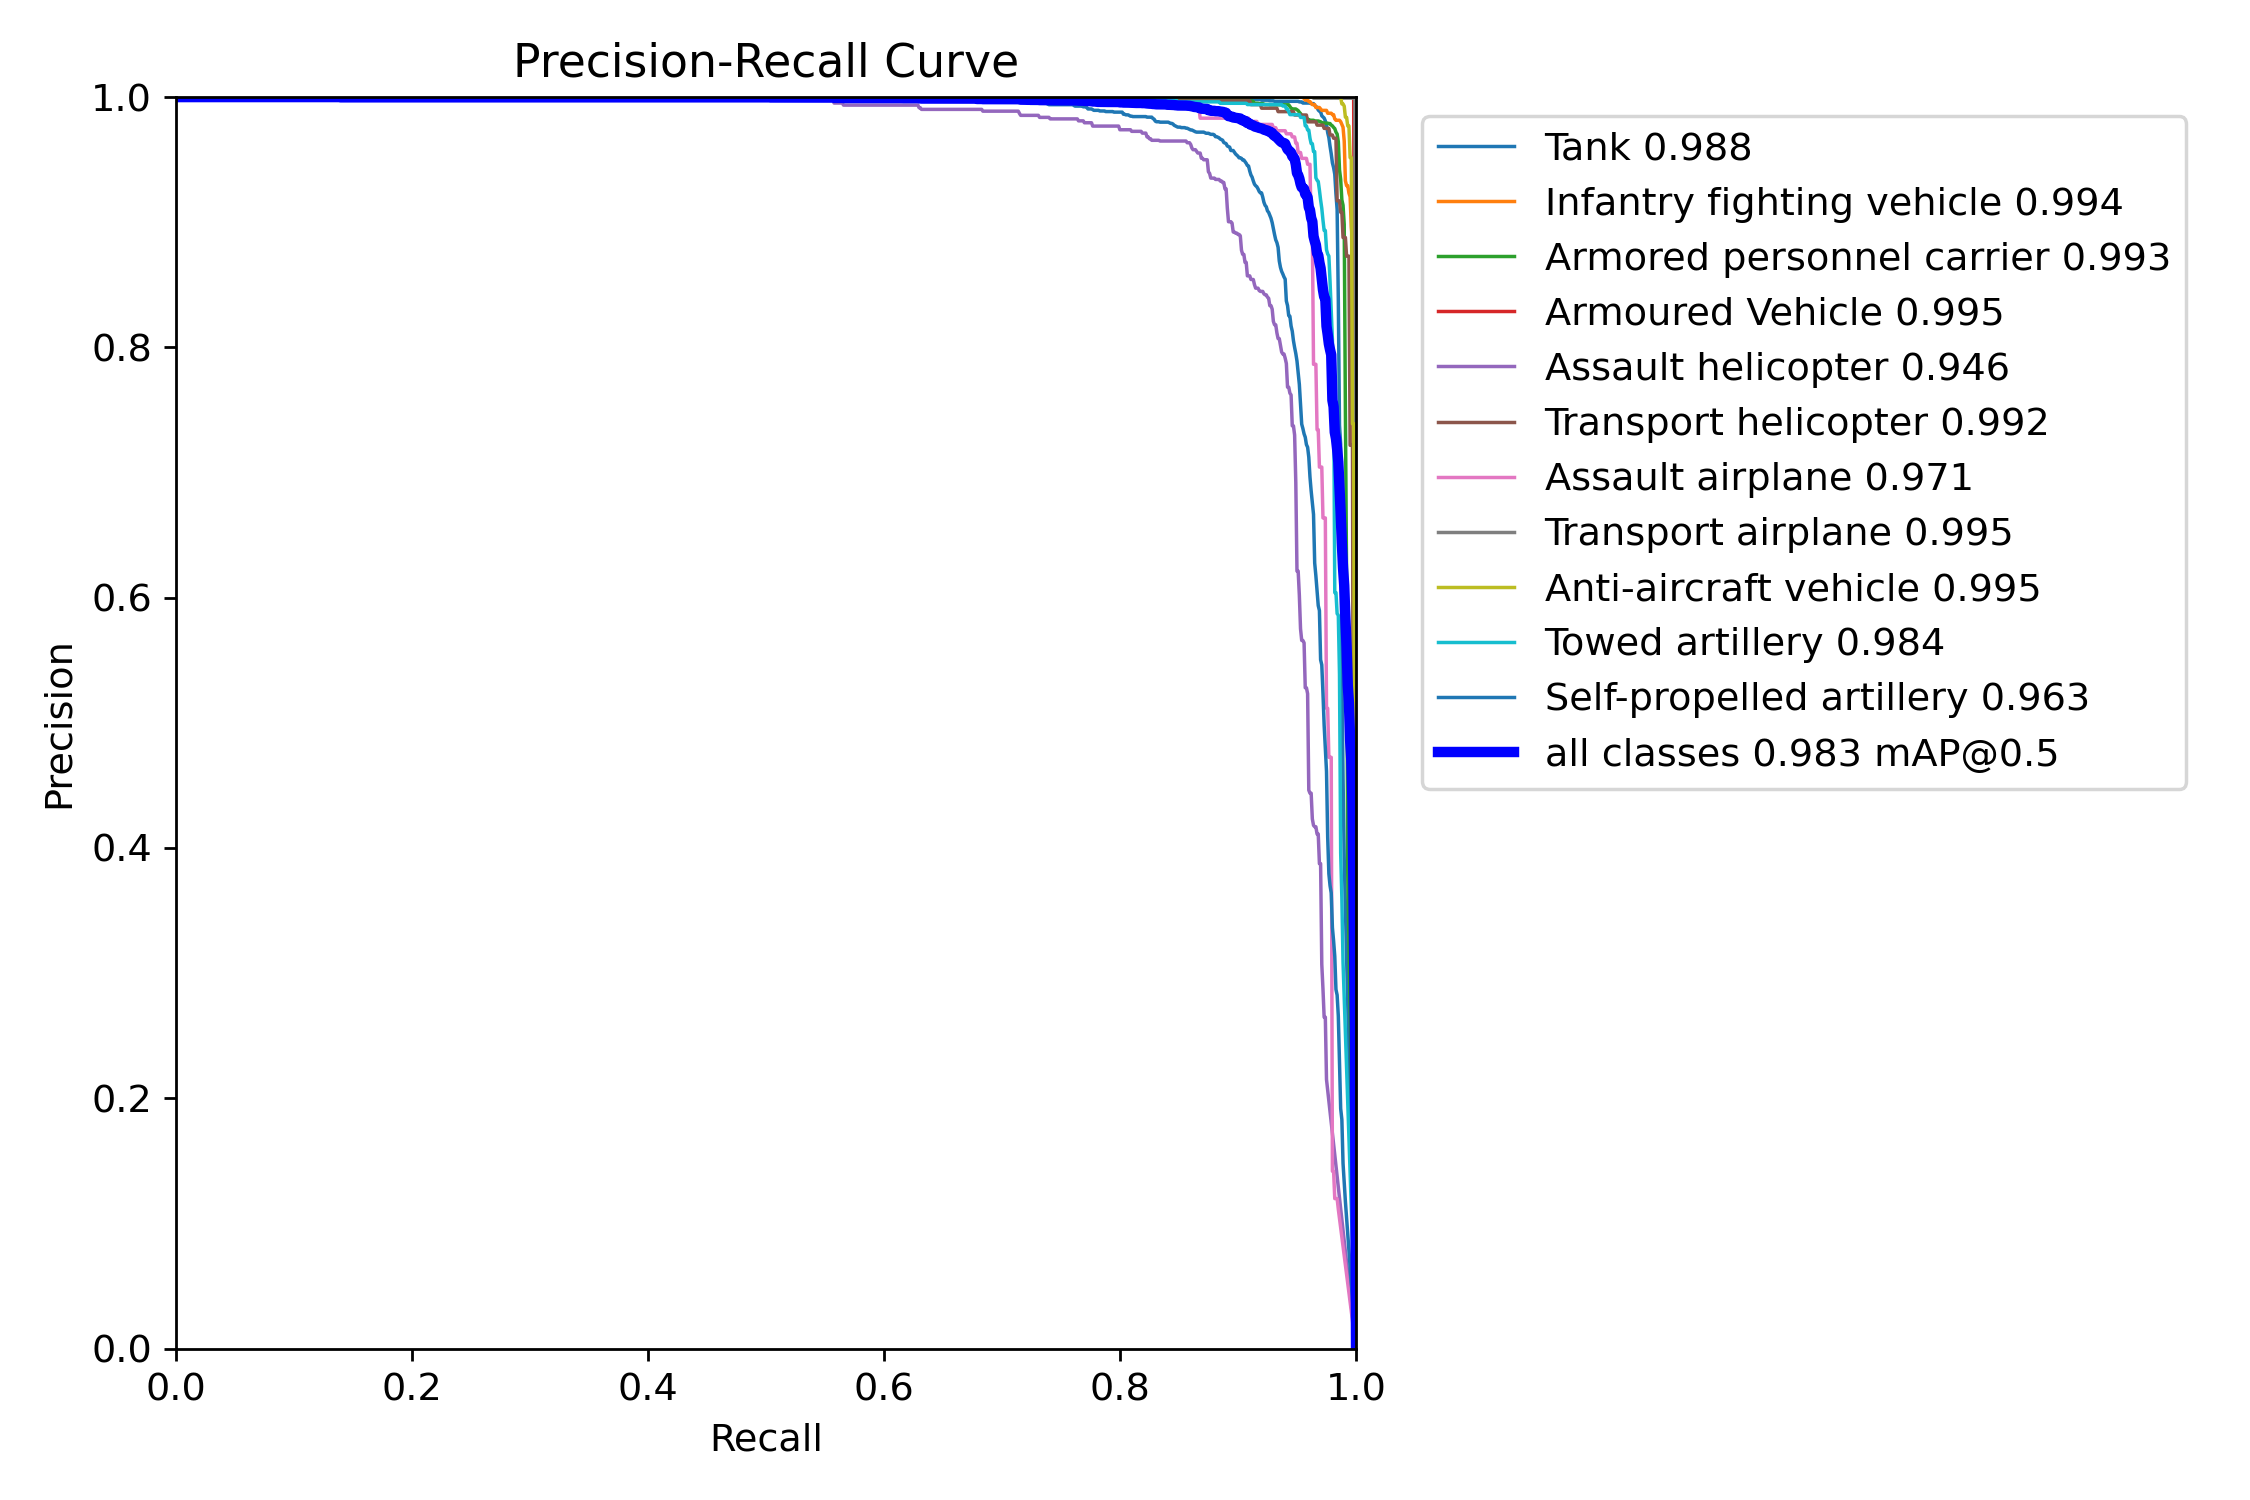 Precision-Recall Curve
1.0
0.8
0.6
0.4
0.2
0.0
Precision
0.0 0.2 0.4 0.6 0.8 1.0
Recall
Tank 0.988
Infantry fighting vehicle 0.994
Armored personnel carrier 0.993
Armoured Vehicle 0.995
Assault helicopter 0.946
Transport helicopter 0.992
Assault airplane 0.971
Transport airplane 0.995
Anti-aircraft vehicle 0.995
Towed artillery 0.984
Self-propelled artillery 0.963
all classes 0.983 mAP@0.5